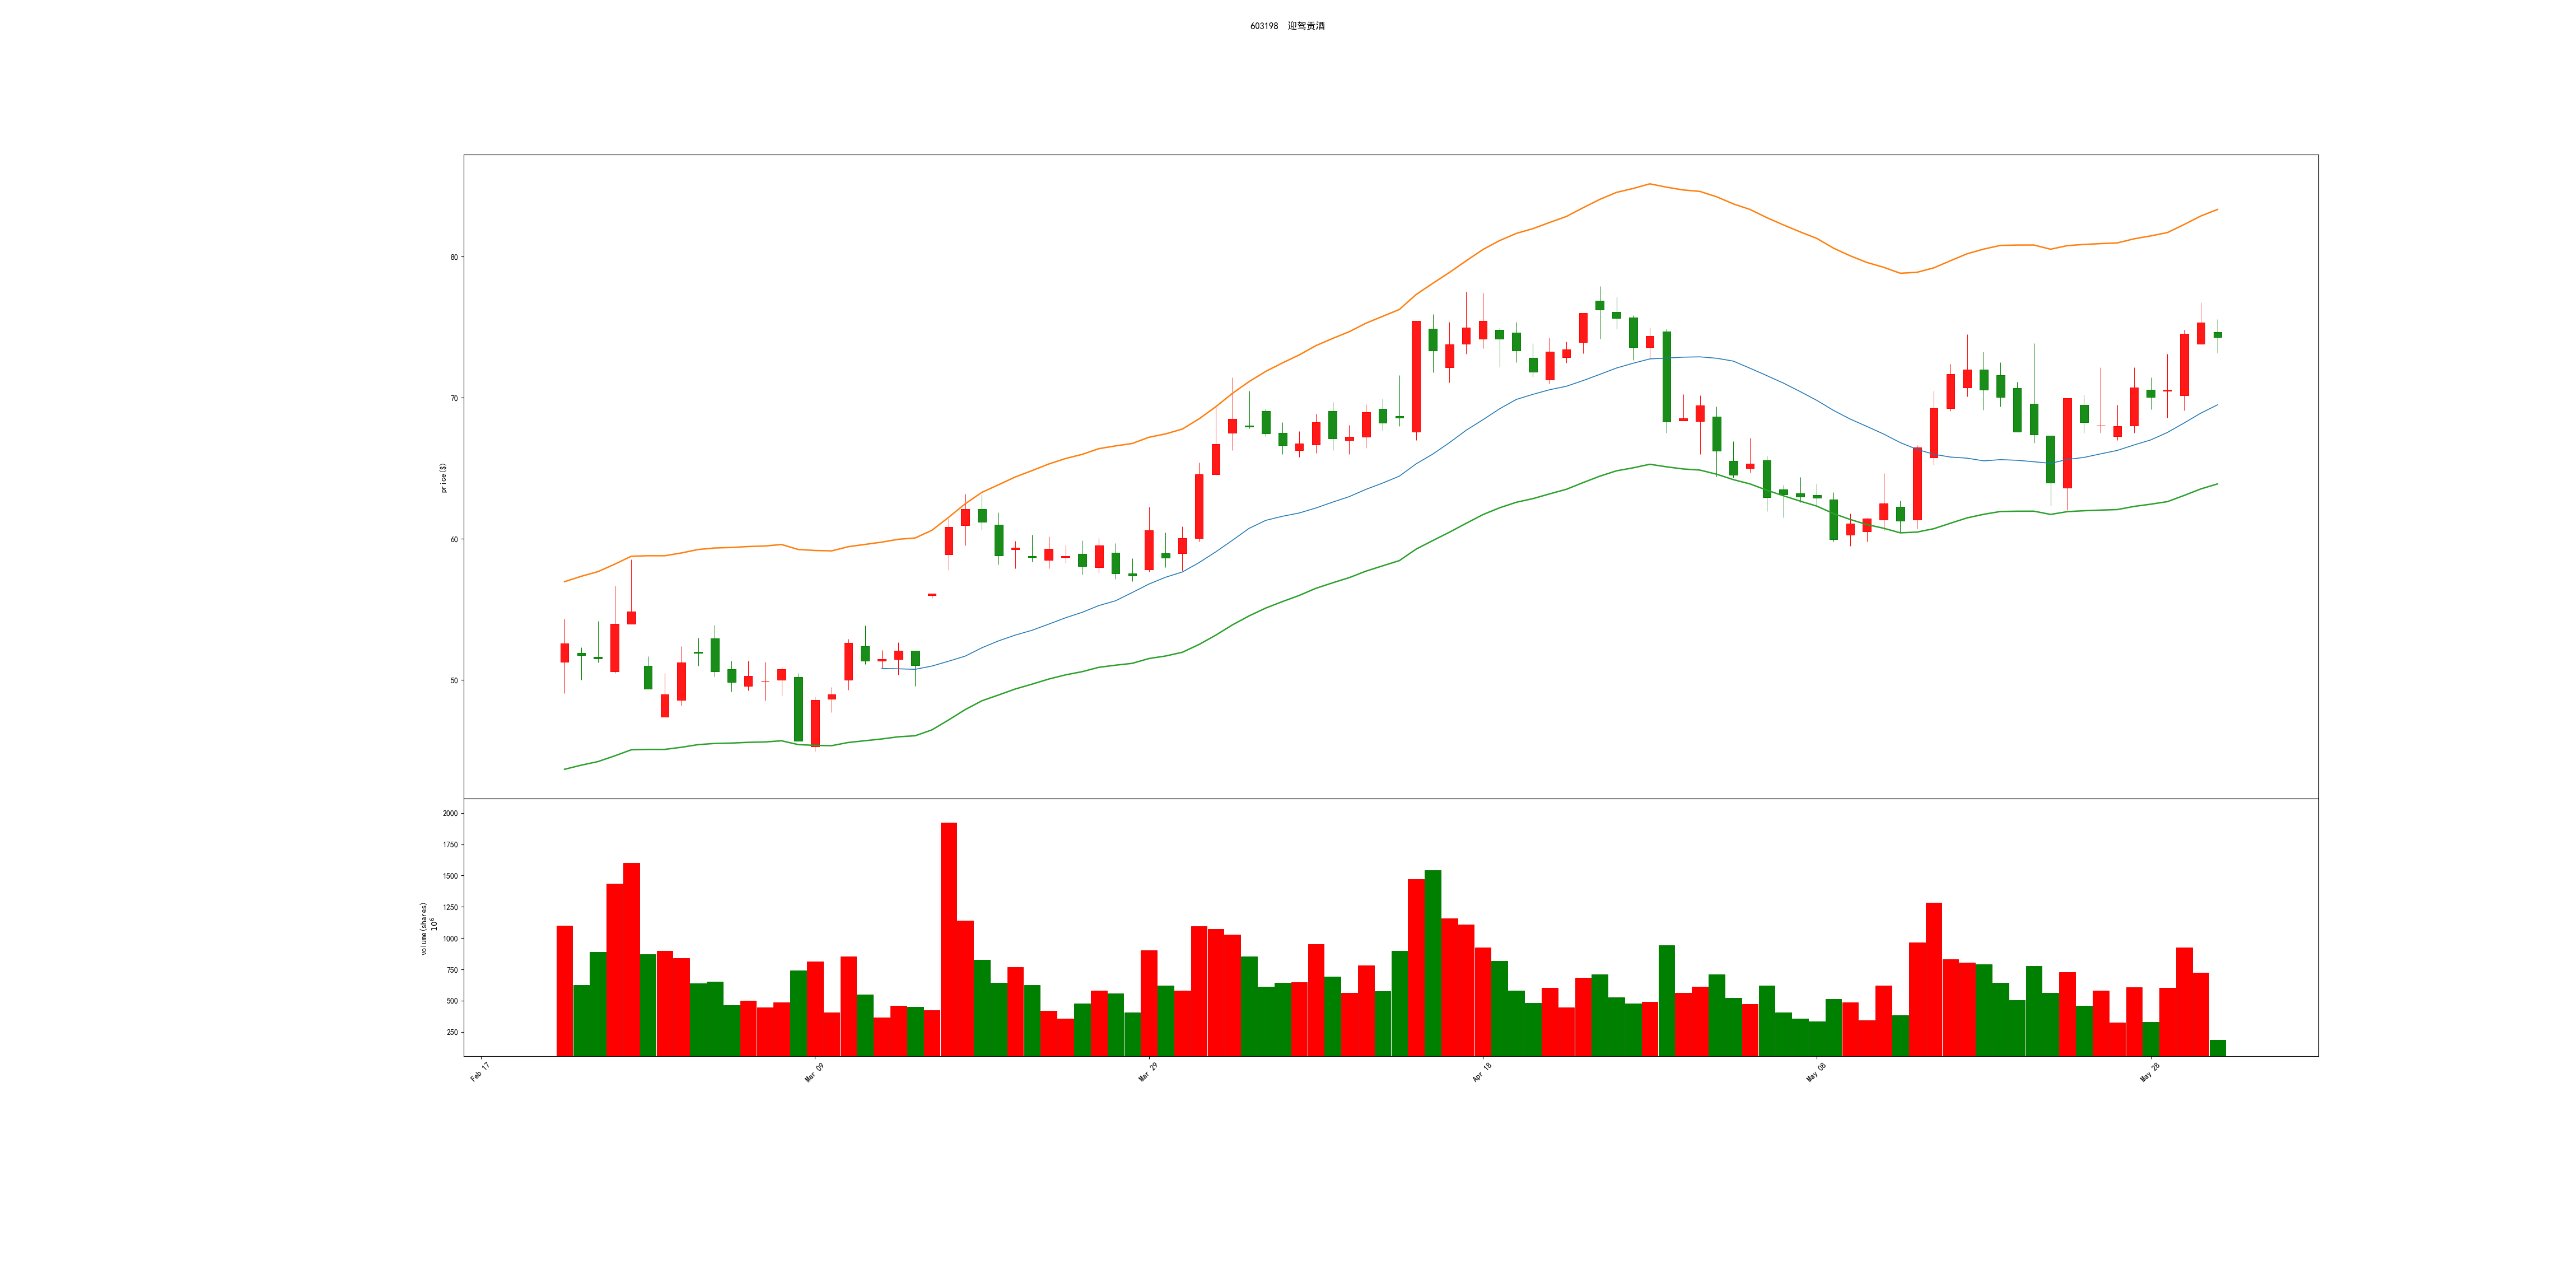 603198 迎驾贡酒
price($)
80
70
60
50
volume(shares)
10^6
2000
1750
1500
1250
1000
750
500
250
Feb 17
Mar 09
Mar 29
Apr 18
May 08
May 28